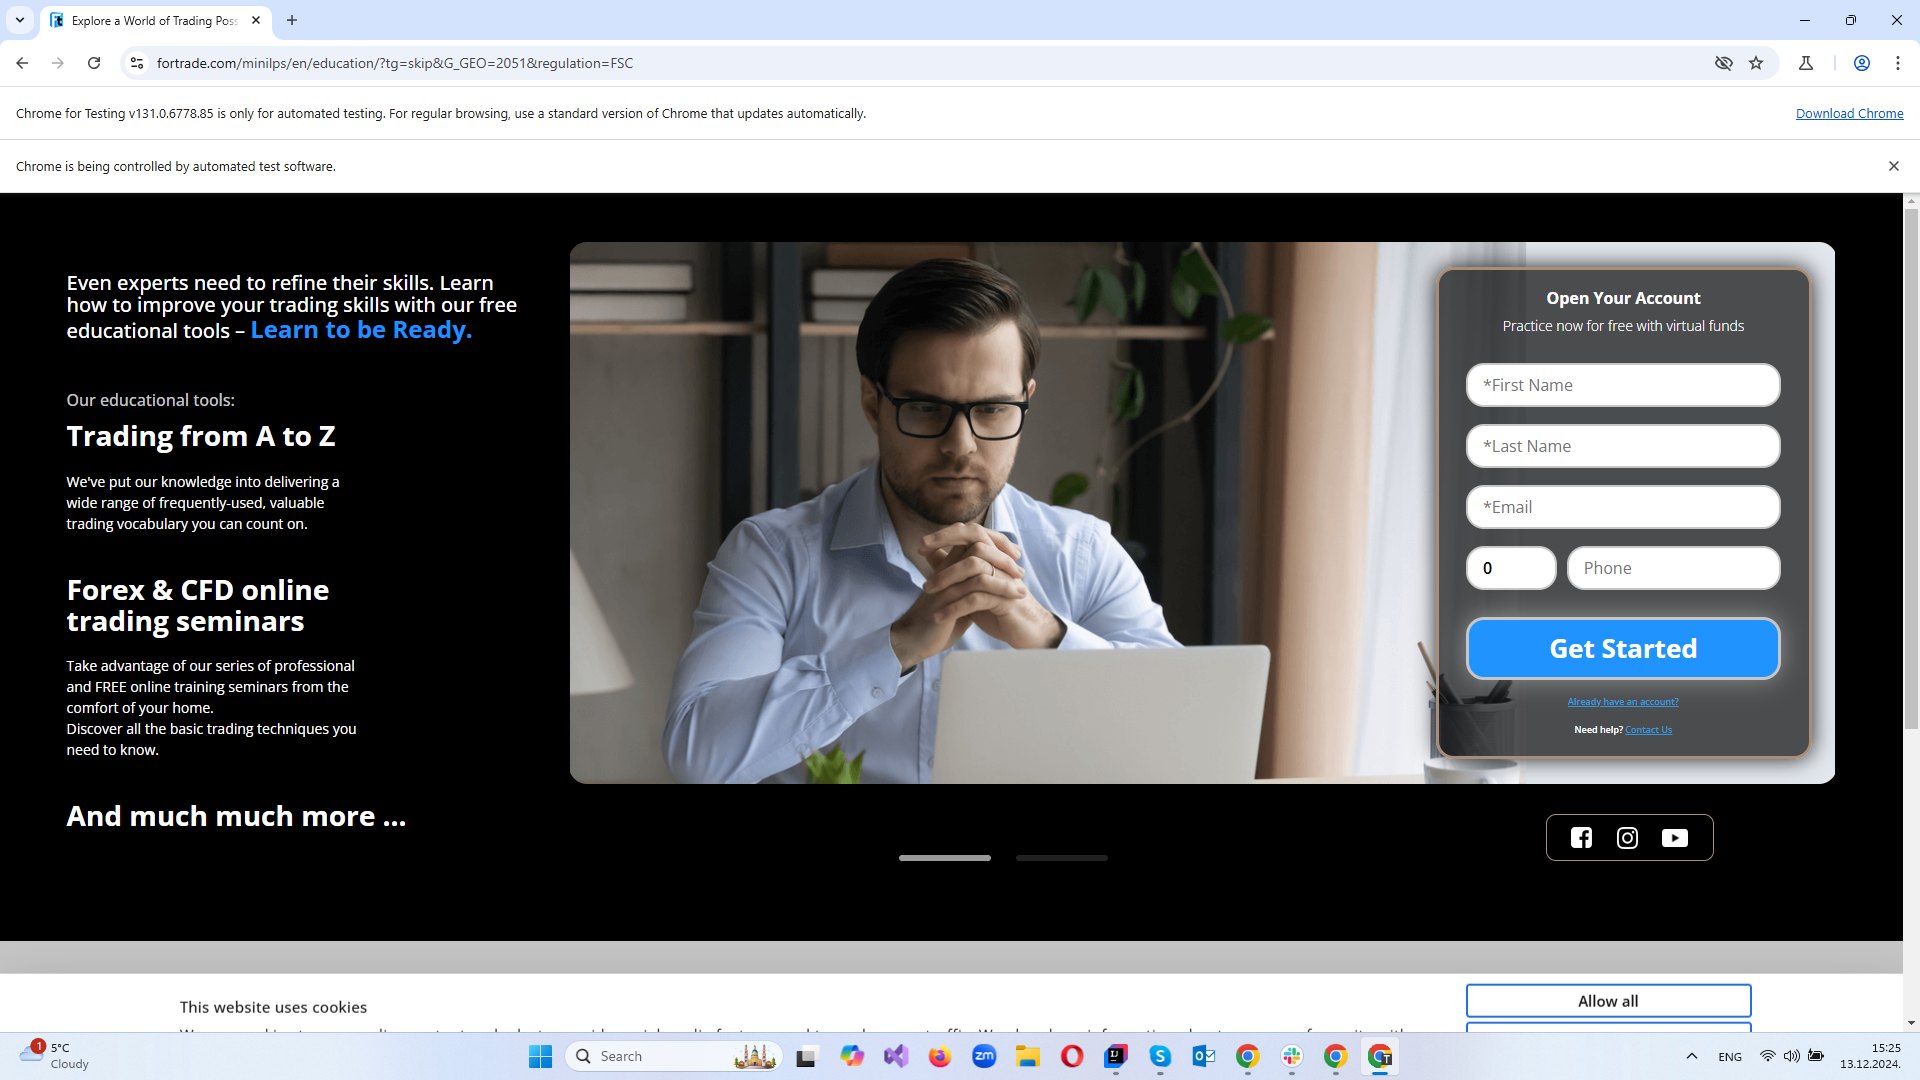 Explore a World of Trading Poss
fortrade.com/minilps/en/education/?tg=skip&G_GEO=2051&regulation=FSC
Chrome for Testing v131.0.6778.85 is only for automated testing. For regular browsing, use a standard version of Chrome that updates automatically.
Download Chrome
Chrome is being controlled by automated test software.
Even experts need to refine their skills. Learn
how to improve your trading skills with our free
educational tools – Learn to be Ready.
Our educational tools:
Trading from A to Z
We've put our knowledge into delivering a
wide range of frequently-used, valuable
trading vocabulary you can count on.
Forex & CFD online
trading seminars
Take advantage of our series of professional
and FREE online training seminars from the
comfort of your home.
Discover all the basic trading techniques you
need to know.
And much much more ...
Open Your Account
Practice now for free with virtual funds
*First Name
*Last Name
*Email
0
Phone
Get Started
Already have an account?
Need help? Contact Us
This website uses cookies
Allow all
1
5°C
Cloudy
Search
zm
ENG
15:25
13.12.2024.